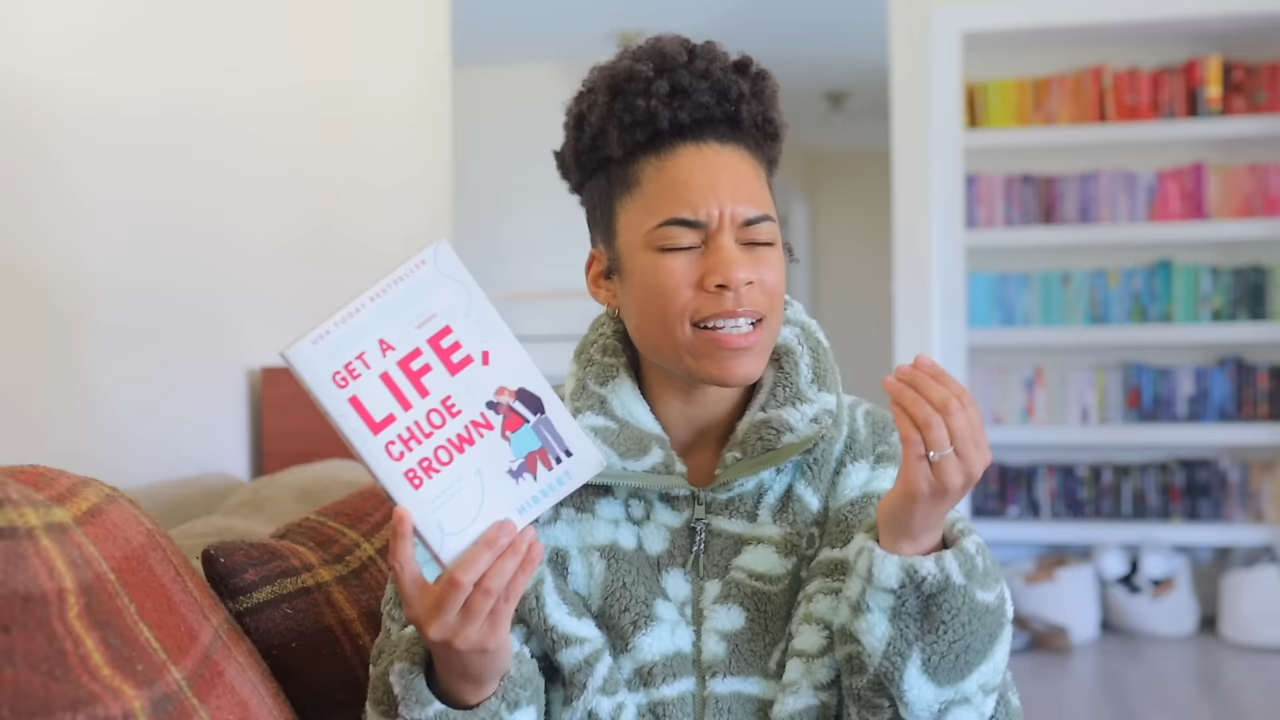 USA TODAY BESTSELLER
GET A
LIFE,
CHLOE
BROWN
HIBBERT